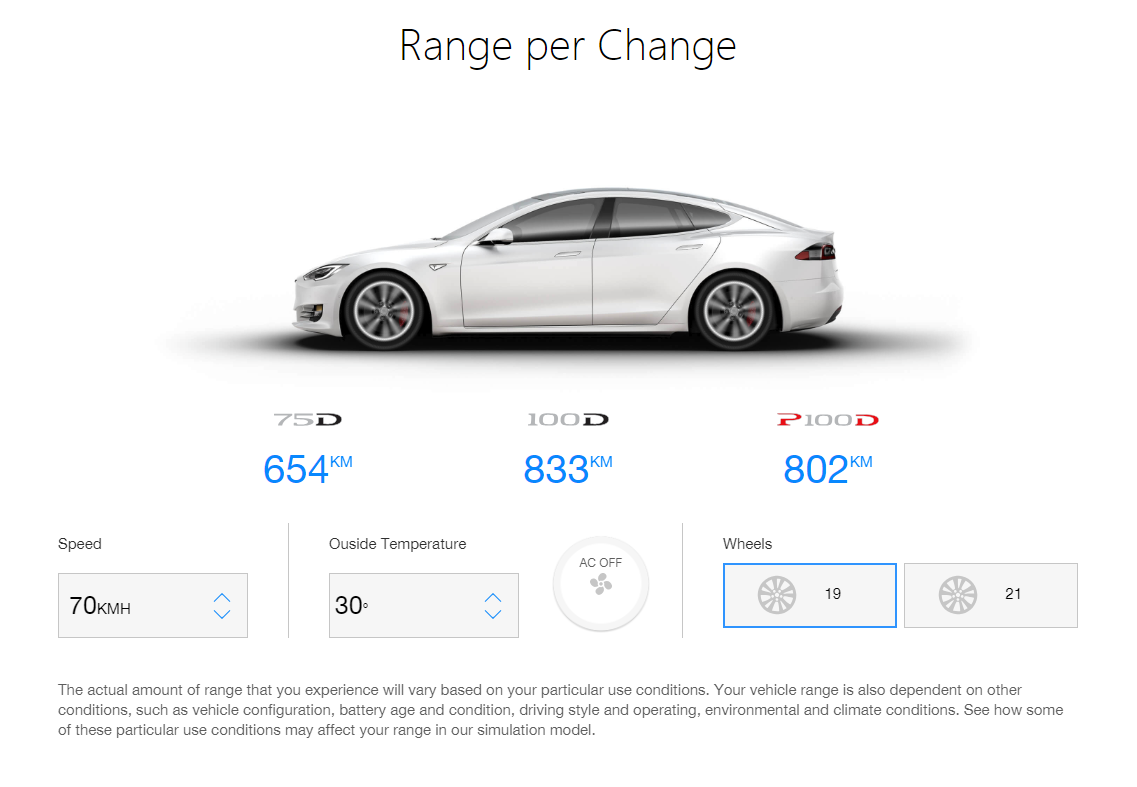 Range per Change
75D
100D
P100D
654KM
833KM
802KM
Speed
Ouside Temperature
Wheels
AC OFF
70KMH
30°
19
21
The actual amount of range that you experience will vary based on your particular use conditions. Your vehicle range is also dependent on other
conditions, such as vehicle configuration, battery age and condition, driving style and operating, environmental and climate conditions. See how some
of these particular use conditions may affect your range in our simulation model.